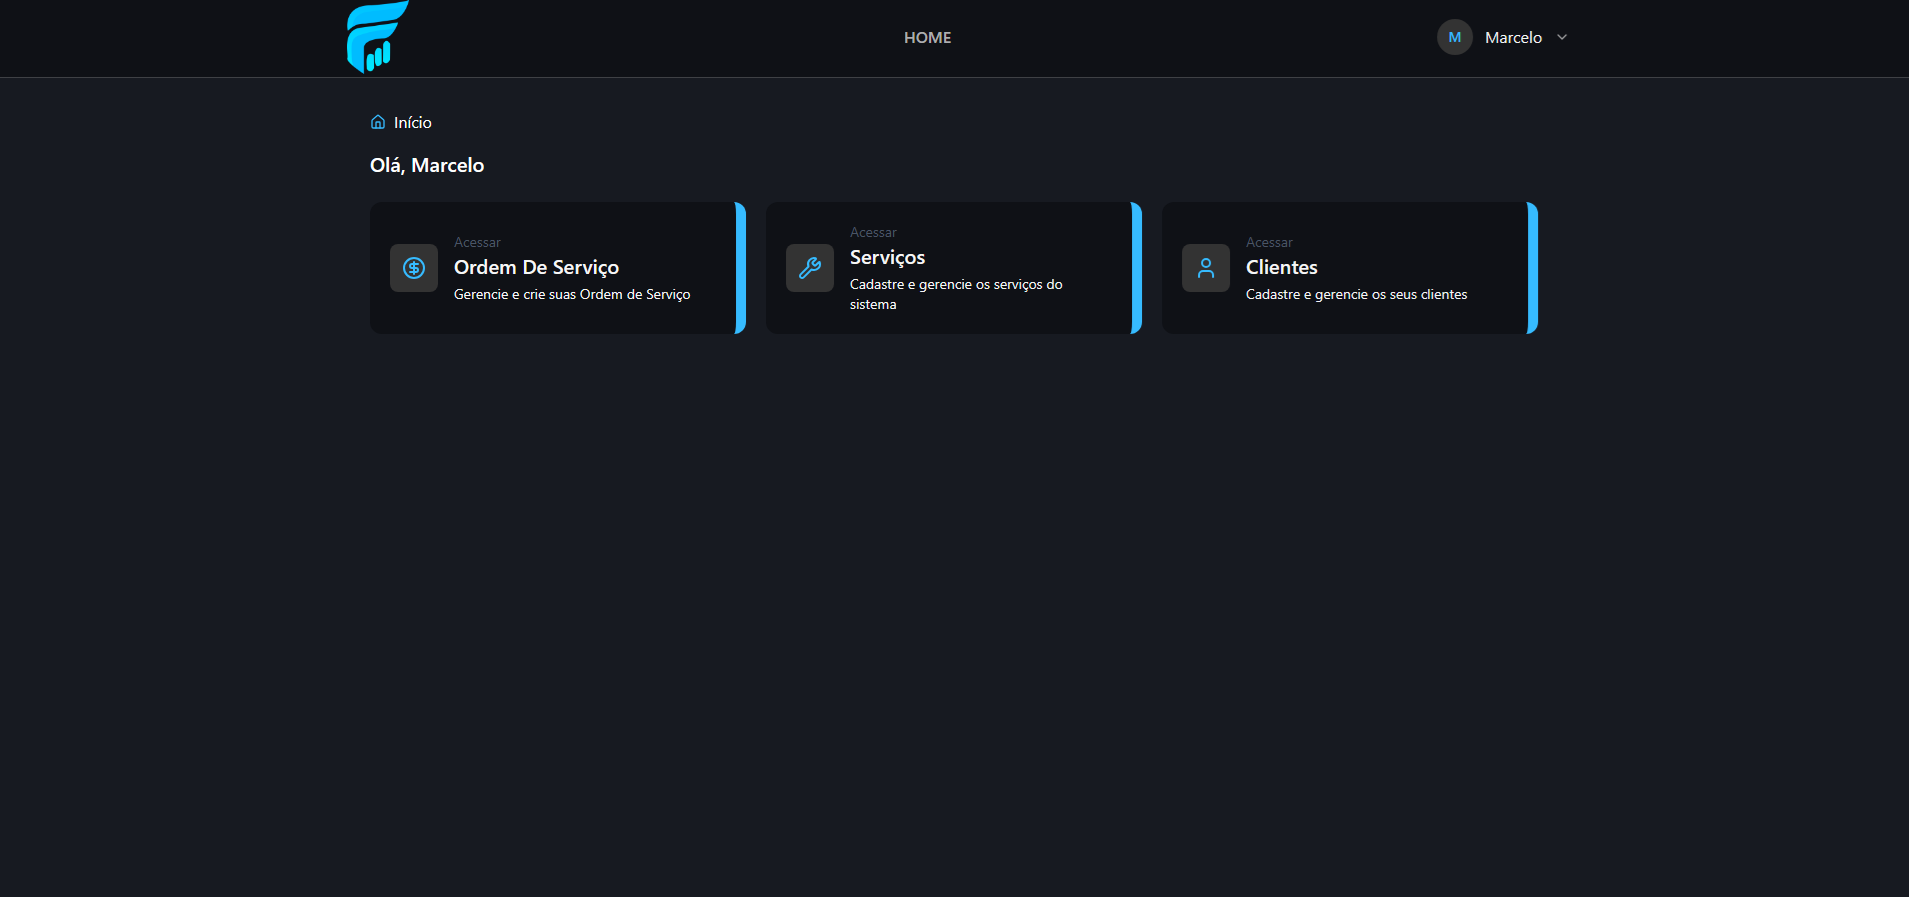 HOME
M
Marcelo
Início
Olá, Marcelo
Acessar
Ordem De Serviço
Gerencie e crie suas Ordem de Serviço
Acessar
Serviços
Cadastre e gerencie os serviços do
sistema
Acessar
Clientes
Cadastre e gerencie os seus clientes